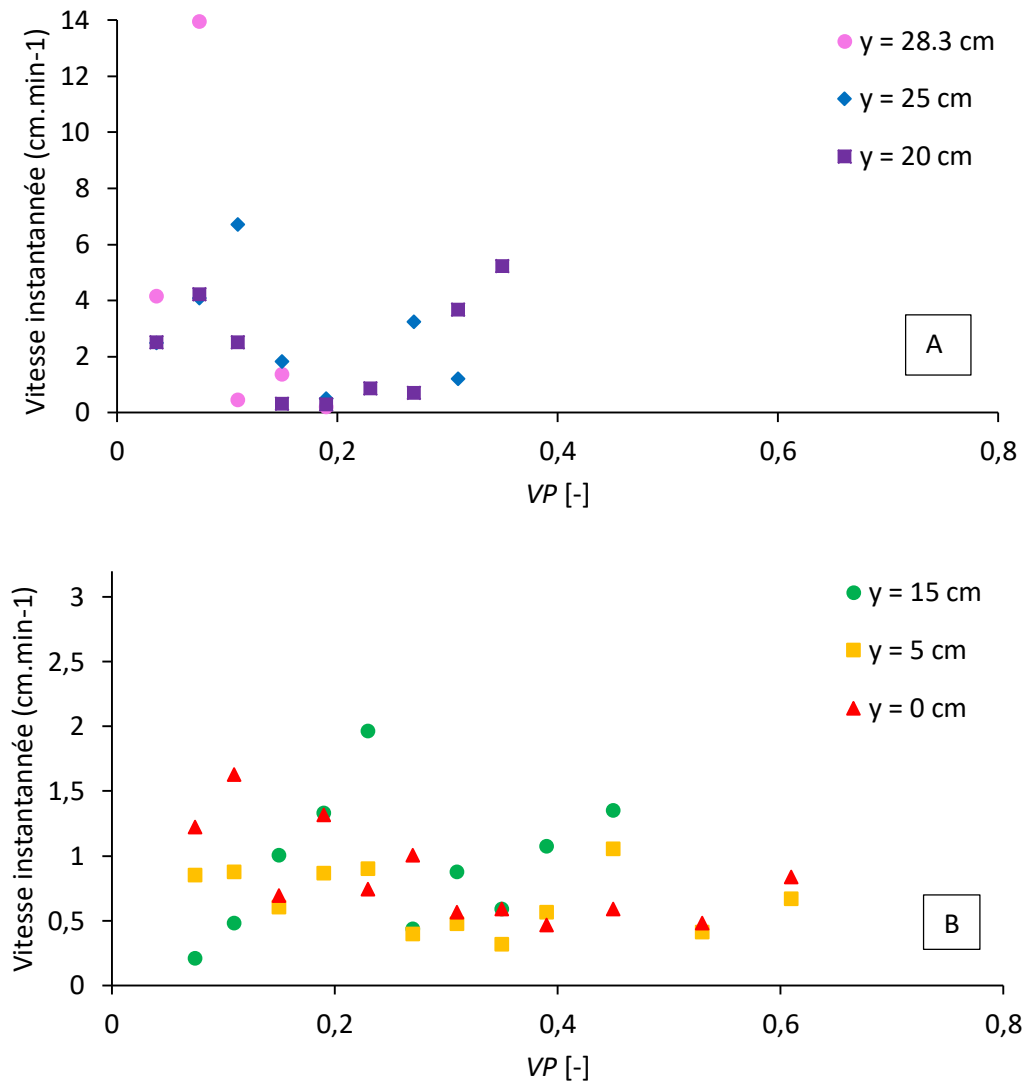 Vitesse instantannée (cm.min-1)
14
12
10
8
6
4
2
0
0
0,2
0,4
0,6
0,8
VP [-]
y = 28.3 cm
y = 25 cm
y = 20 cm
A
Vitesse instantannée (cm.min-1)
3
2,5
2
1,5
1
0,5
0
0
0,2
0,4
0,6
0,8
VP [-]
y = 15 cm
y = 5 cm
y = 0 cm
B